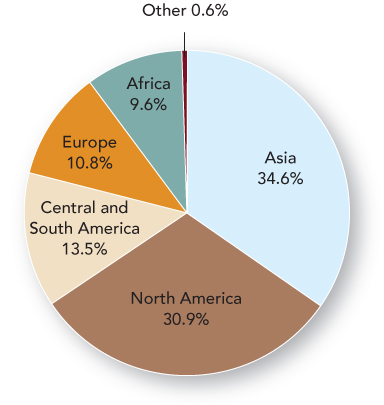 Other 0.6%
Africa
9.6%
Europe
10.8%
Asia
34.6%
Central and
South America
13.5%
North America
30.9%